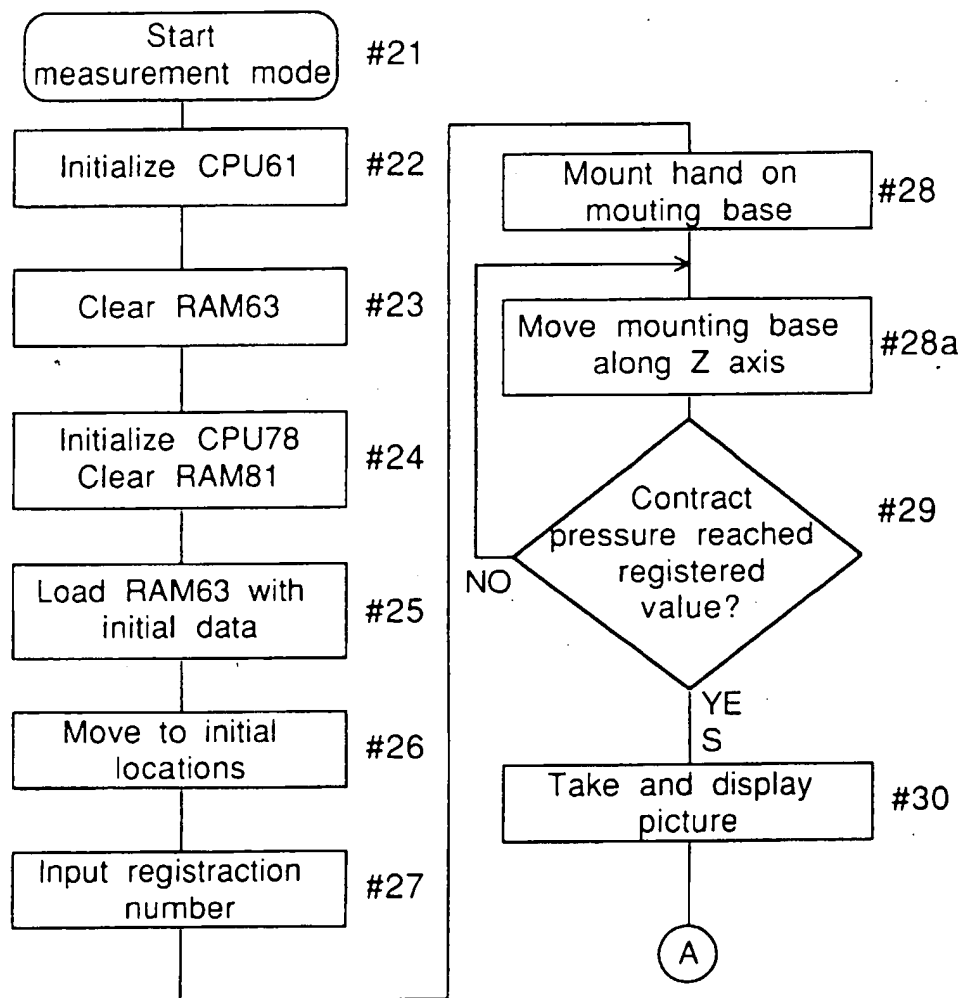 Start
measurement mode
#21
Initialize CPU61
#22
Clear RAM63
#23
Initialize CPU78
Clear RAM81
#24
Load RAM63 with
initial data
#25
Move to initial
locations
#26
Input registraction
number
#27
Mount hand on
mouting base
#28
Move mounting base
along Z axis
#28a
Contract
pressure reached
registered
value?
#29
NO
YE
S
Take and display
picture
#30
A